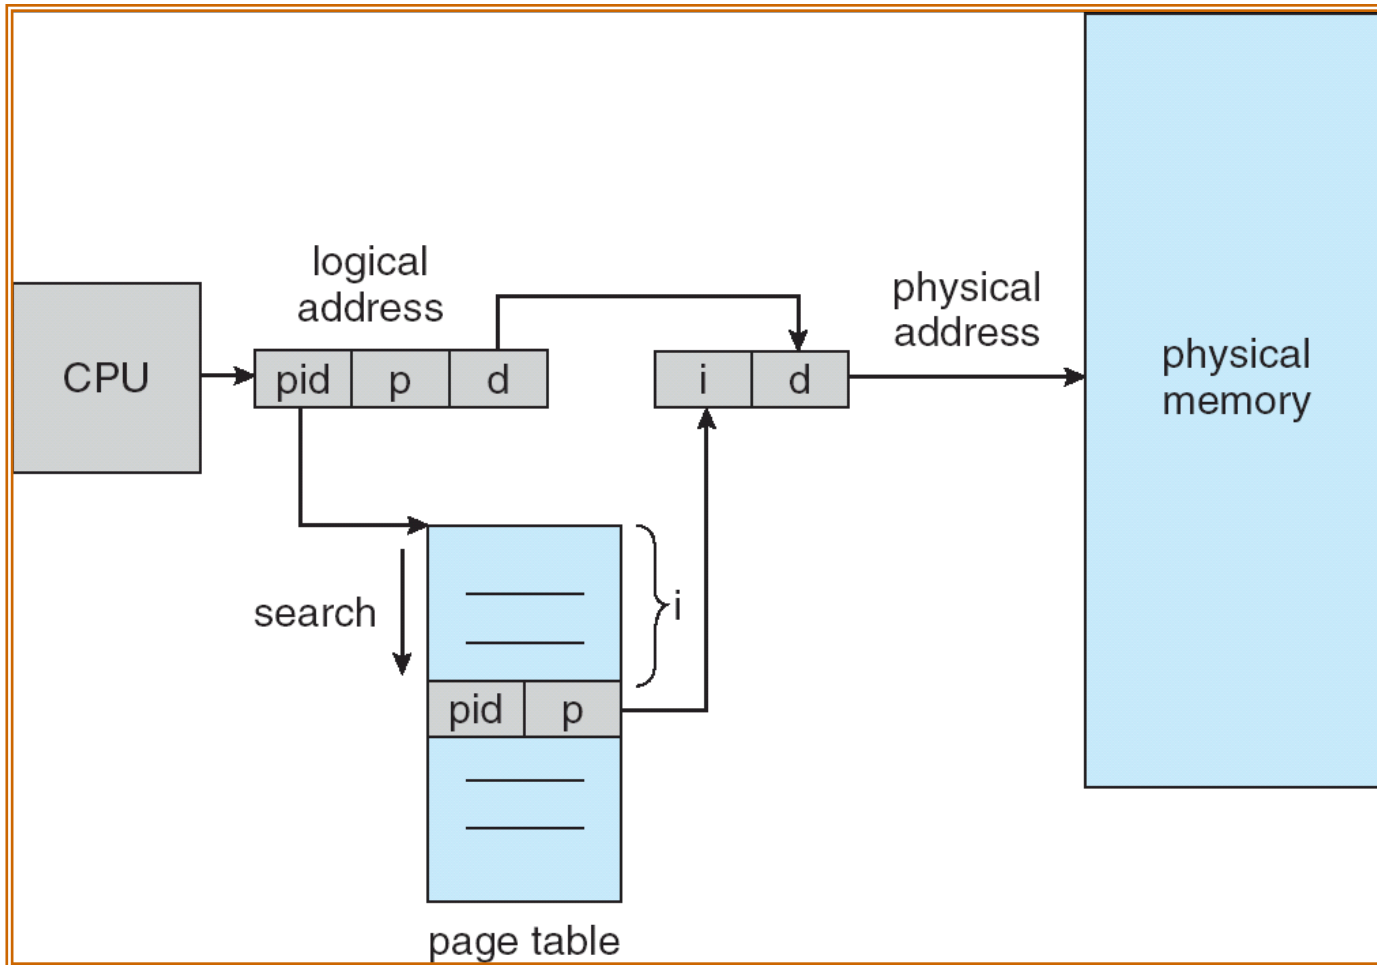 logical
address
physical
address
CPU
pid
p
d
i
d
physical
memory
search
i
pid
p
page table